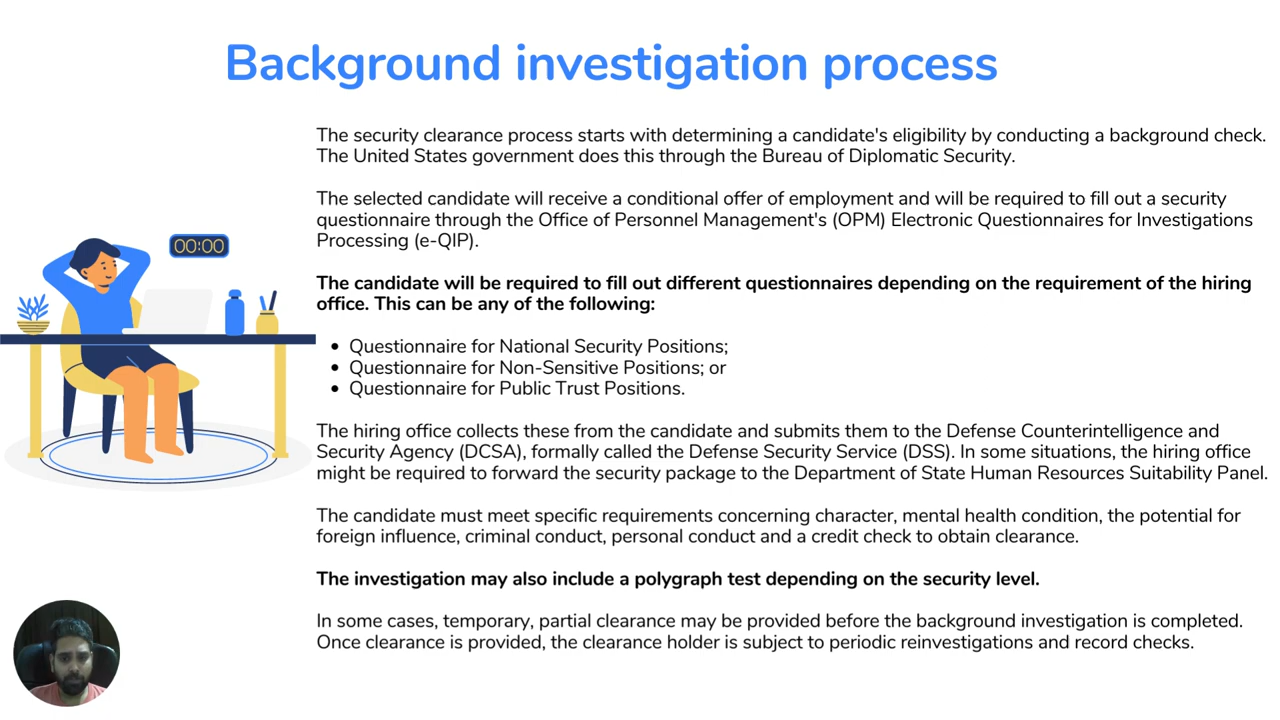 Background investigation process
The security clearance process starts with determining a candidate's eligibility by conducting a background check.
The United States government does this through the Bureau of Diplomatic Security.
The selected candidate will receive a conditional offer of employment and will be required to fill out a security
questionnaire through the Office of Personnel Management's (OPM) Electronic Questionnaires for Investigations
Processing (e-QIP).
00:00
The candidate will be required to fill out different questionnaires depending on the requirement of the hiring
office. This can be any of the following:
• Questionnaire for National Security Positions;
• Questionnaire for Non-Sensitive Positions; or
• Questionnaire for Public Trust Positions.
The hiring office collects these from the candidate and submits them to the Defense Counterintelligence and
Security Agency (DCSA), formally called the Defense Security Service (DSS). In some situations, the hiring office
might be required to forward the security package to the Department of State Human Resources Suitability Panel.
The candidate must meet specific requirements concerning character, mental health condition, the potential for
foreign influence, criminal conduct, personal conduct and a credit check to obtain clearance.
The investigation may also include a polygraph test depending on the security level.
In some cases, temporary, partial clearance may be provided before the background investigation is completed.
Once clearance is provided, the clearance holder is subject to periodic reinvestigations and record checks.